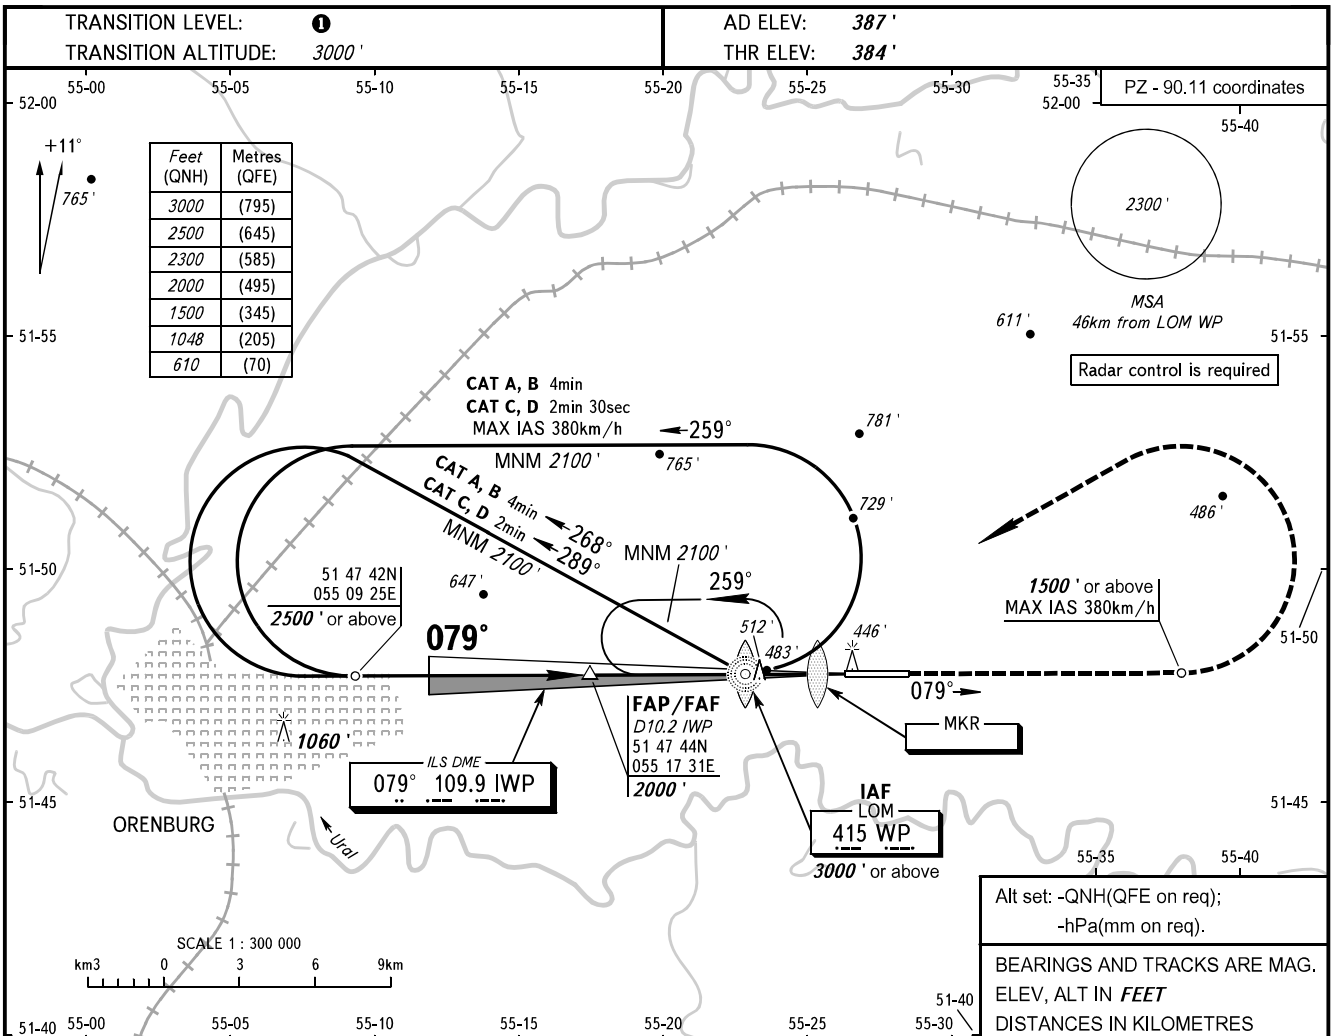 TRANSITION LEVEL: 1
TRANSITION ALTITUDE: 3000 '
AD ELEV: 387 '
THR ELEV: 384 '
55-00 55-05 55-10 55-15 55-20 55-25 55-30 55-35
52-00
52-00
PZ - 90.11 coordinates
55-40
+11°
765 '
Feet (QNH) Metres (QFE)
3000 (795)
2500 (645)
2300 (585)
2000 (495)
1500 (345)
1048 (205)
610 (70)
2300 '
MSA
46km from LOM WP
611 '
51-55
51-55
Radar control is required
CAT A, B 4min
CAT C, D 2min 30sec
MAX IAS 380km/h
259°
MNM 2100 '
765 '
781 '
729 '
486 '
CAT A, B 4min 268°
CAT C, D 2min 289°
MNM 2100 '
MNM 2100 '
259°
647 '
512 '
483 '
446 '
51-50
51-50
51 47 42N
055 09 25E
2500 ' or above
1500 ' or above
MAX IAS 380km/h
079°
079°
MKR
1060 '
FAP/FAF
D10.2 IWP
51 47 44N
055 17 31E
2000 '
ILS DME
079° 109.9 IWP
IAF
LOM
415 WP
3000 ' or above
51-45
51-45
ORENBURG
Ural
55-35 55-40
Alt set: -QNH(QFE on req);
-hPa(mm on req).
BEARINGS AND TRACKS ARE MAG.
ELEV, ALT IN FEET
DISTANCES IN KILOMETRES
SCALE 1 : 300 000
km3 0 3 6 9km
51-40
51-40
55-00 55-05 55-10 55-15 55-20 55-25 55-30